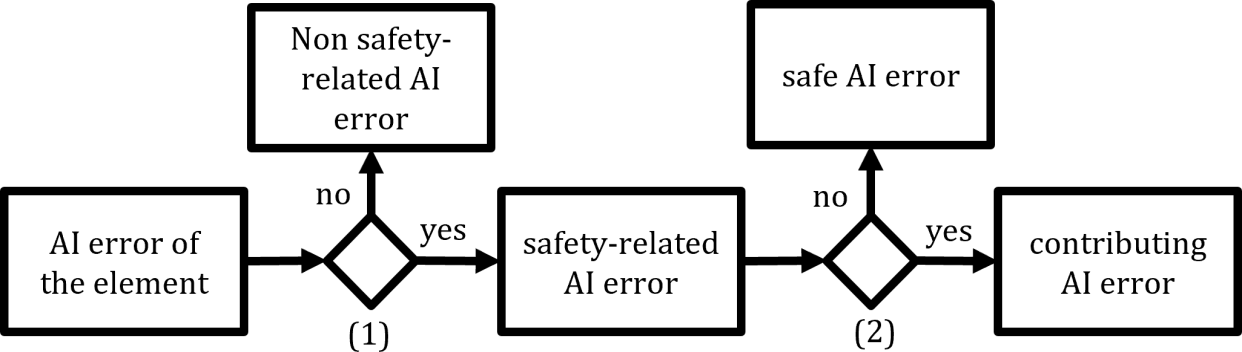 Non safety-
related AI
error
safe AI error
no
no
yes
yes
AI error of
the element
safety-related
AI error
contributing
AI error
(1)
(2)